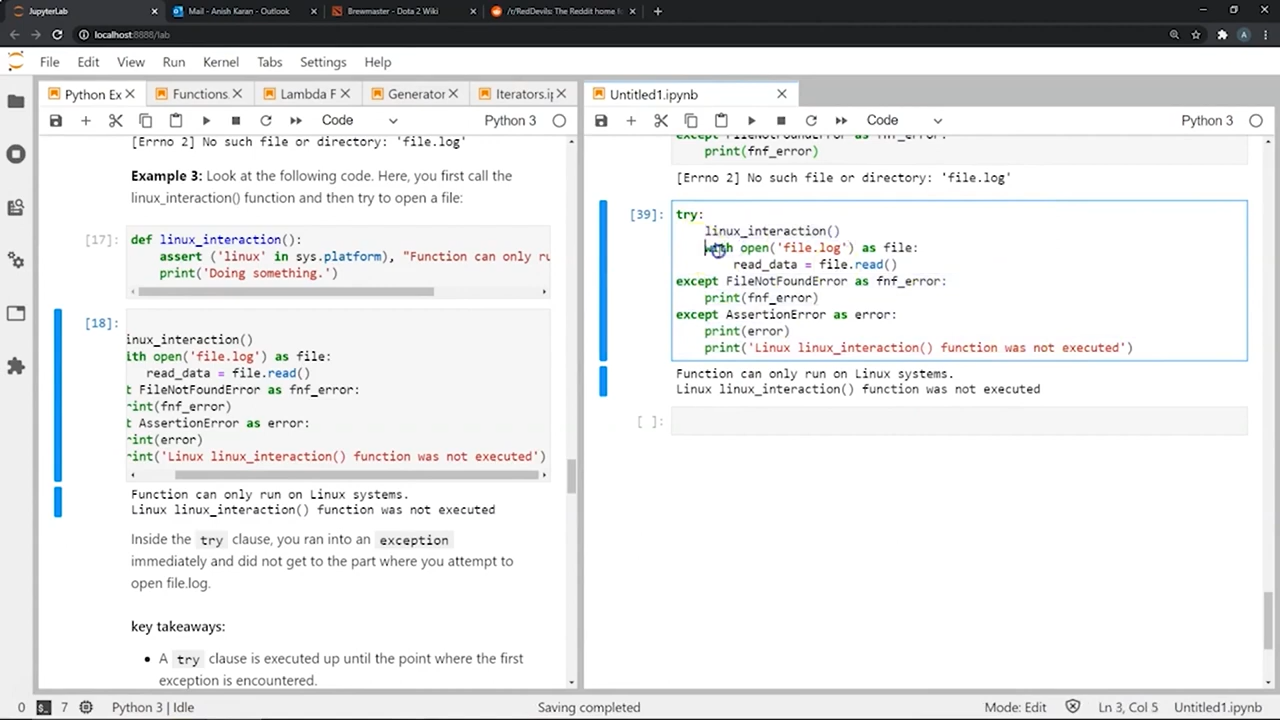 JupyterLab
Mail - Anish Karan - Outlook
Brewmaster - Dota 2 Wiki
/r/RedDevils: The Reddit home f
localhost:8888/lab
A
File Edit View Run Kernel Tabs Settings Help
Python Ex
Functions.
Lambda F
Generator
Iterators.ij
Code
Python 3
[Errno 2] No such file or directory: 'file.log'
Example 3: Look at the following code. Here, you first call the
linux_interaction() function and then try to open a file:
[17]:
def linux_interaction():
assert ('linux' in sys.platform), "Function can only ru
print('Doing something.')
[18]:
inux_interaction()
ith open('file.log') as file:
read_data = file.read()
t FileNotFoundError as fnf_error:
rint(fnf_error)
t AssertionError as error:
rint(error)
rint('Linux linux_interaction() function was not executed')
Function can only run on Linux systems.
Linux linux_interaction() function was not executed
Inside the try clause, you ran into an exception
immediately and did not get to the part where you attempt to
open file.log.
key takeaways:
• A try clause is executed up until the point where the first
exception is encountered.
Untitled1.ipynb
Code
Python 3
except FileNotFoundError as fnf_error:
print(fnf_error)
[Errno 2] No such file or directory: 'file.log'
[39]:
try:
linux_interaction()
with open('file.log') as file:
read_data = file.read()
except FileNotFoundError as fnf_error:
print(fnf_error)
except AssertionError as error:
print(error)
print('Linux linux_interaction() function was not executed')
Function can only run on Linux systems.
Linux linux_interaction() function was not executed
[ ]:
0
7
Python 3 | Idle
Saving completed
Mode: Edit
Ln 3, Col 5
Untitled1.ipynb